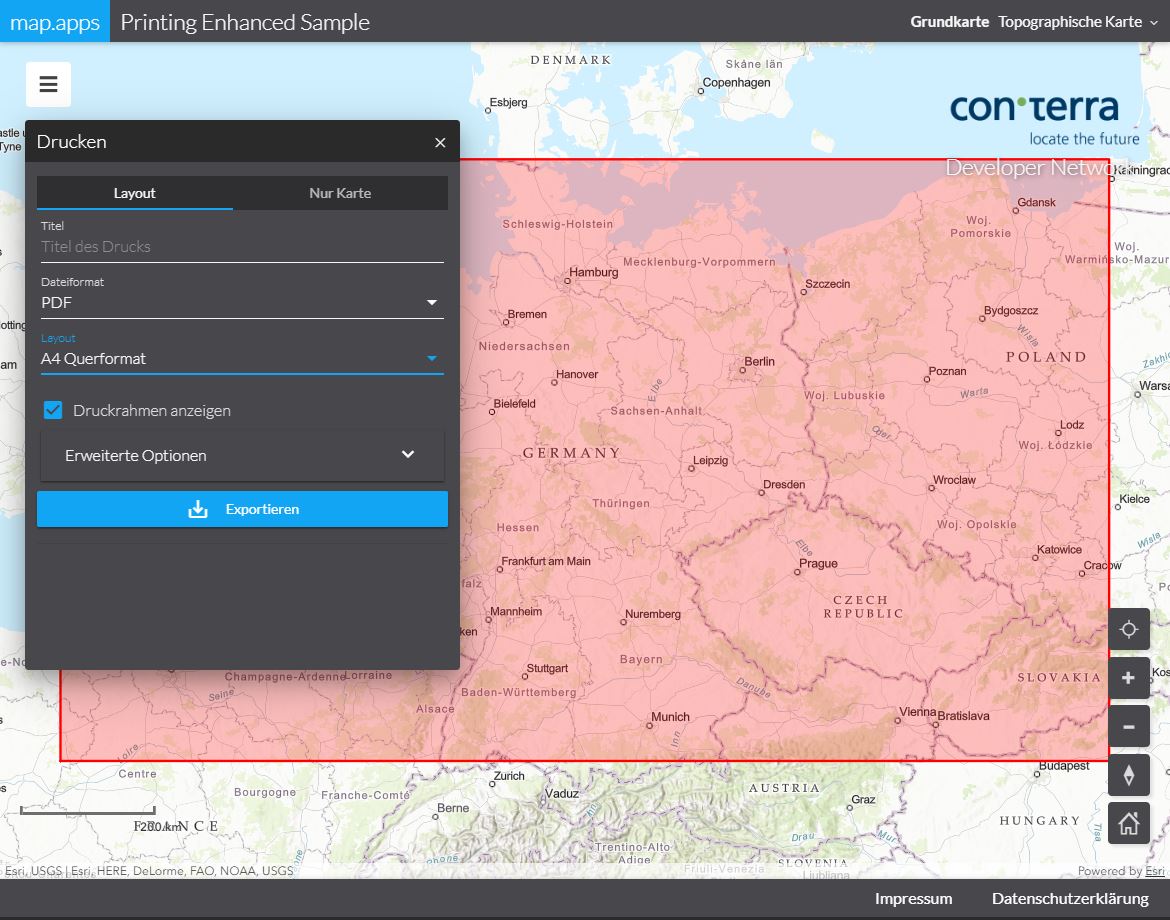 map.apps
Printing Enhanced Sample
Grundkarte Topographische Karte
con terra
locate the future
Developer Network
Drucken
Layout
Nur Karte
Titel
Titel des Drucks
Dateiformat
PDF
Layout
A4 Querformat
Druckrahmen anzeigen
Erweiterte Optionen
Exportieren
DENMARK
Skåne län
Copenhagen
Esbjerg
Gdansk
Woj.
Pomorskie
Woj.
Schleswig-Holstein
Mecklenburg-Vorpommern
Hamburg
Szczecin
Bremen
Bydgoszcz
Wisla
Niedersachsen
POLAND
Berlin
Hanover
Poznan
Elbe
Warta
Woj. Lubuskie
Bielefeld
Sachsen-Anhalt
Lodz
Oder
Woj. Łódzkie
GERMANY
Leipzig
Dresden
Wroclaw
Thüringen
Kielce
Hessen
Woj. Opolskie
Wisla
Elbe
Katowice
Frankfurt am Main
Prague
Cracow
CZECH
REPUBLIC
Mannheim
Nuremberg
Bayern
Stuttgart
SLOVAKIA
Champagne-Ardenne
Lorraine
Seine
Baden-Württemberg
Danube
Alsace
Munich
Vienna
Bratislava
Inn
Loire
Centre
Zurich
Budapest
Bourgogne
Franche-Comté
Vaduz
Inn
AUSTRIA
Graz
Berne
HUNGARY
200 km
FRANCE
Drau
Mur
Tisa
Trentino-Alto
Adige
Phone
SLOVENIA
Friuli-Venezia
Ljubljana
Esri, USGS | Esri, HERE, DeLorme, FAO, NOAA, USGS
Powered by Esri
Impressum
Datenschutzerklärung